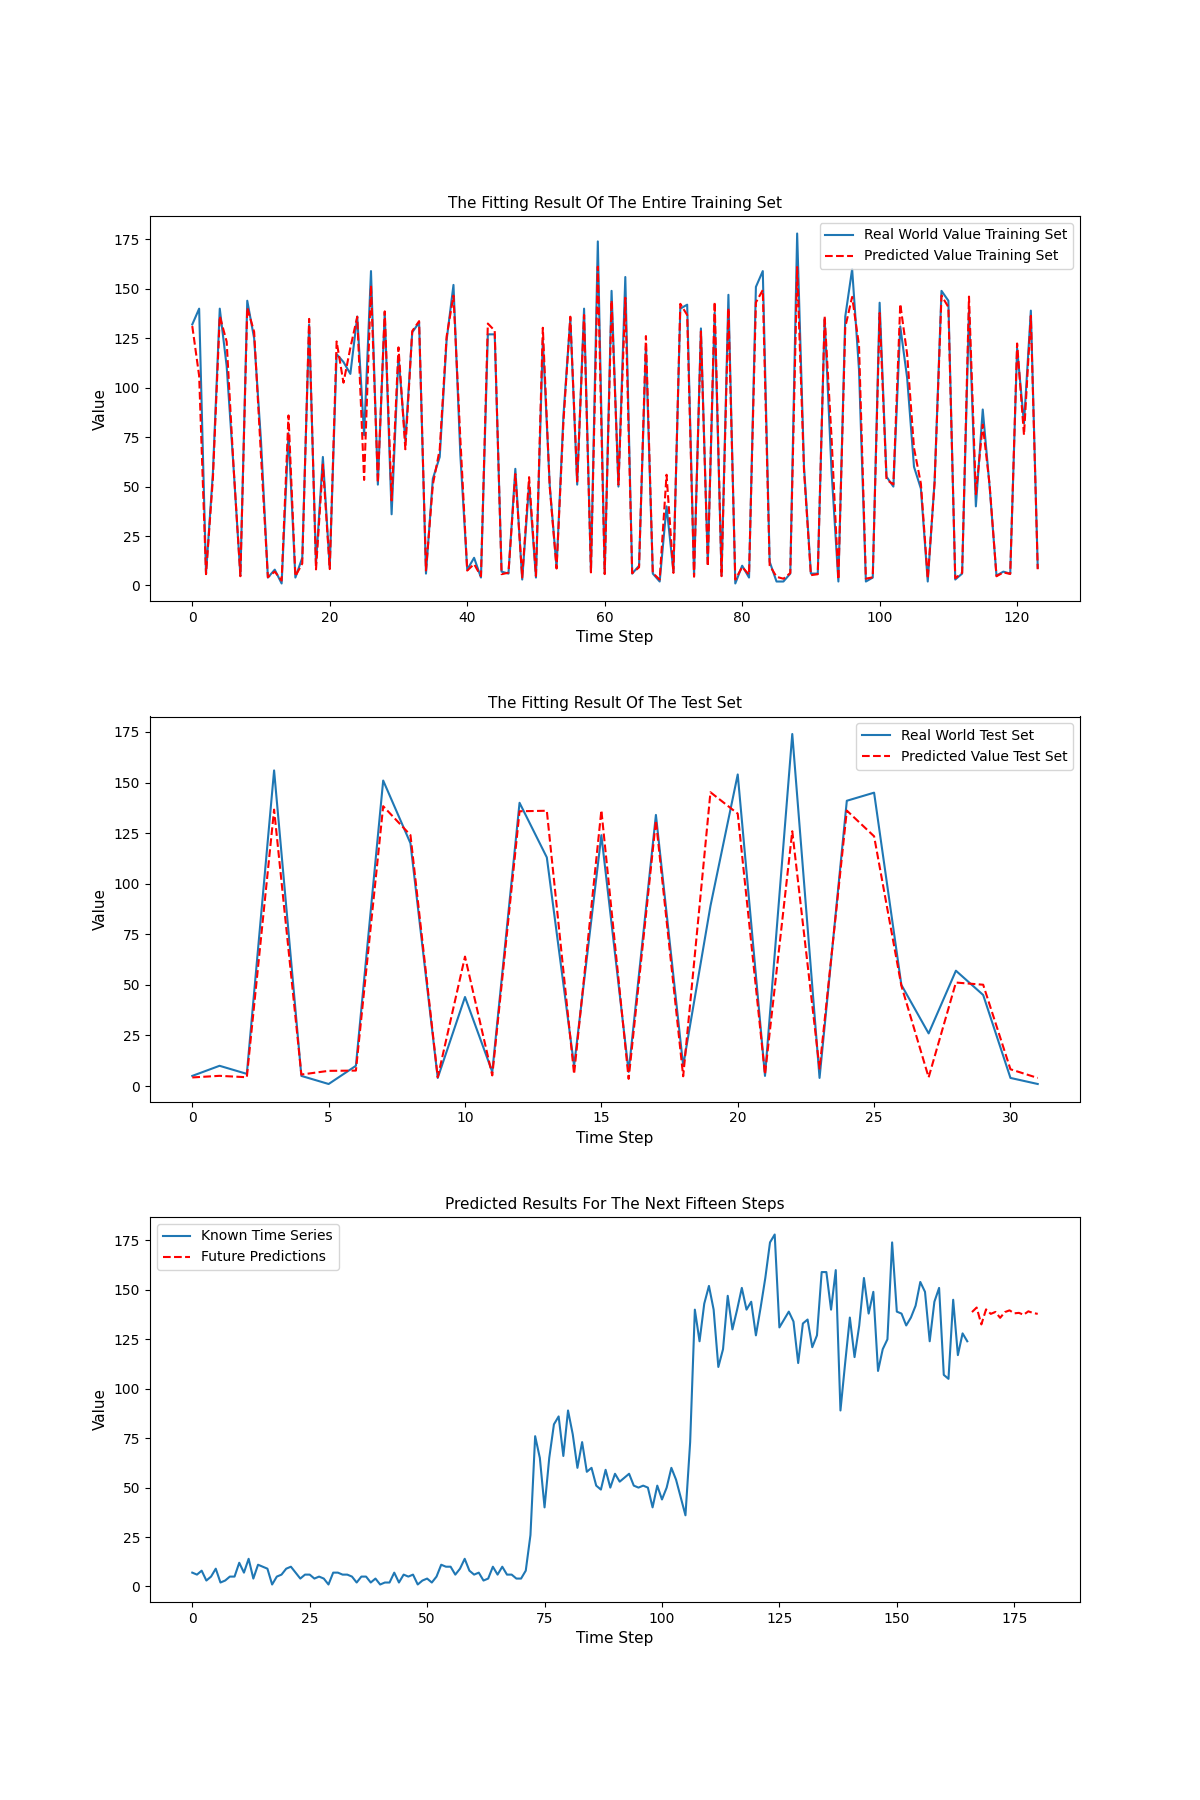 The Fitting Result Of The Entire Training Set
Real World Value Training Set
Predicted Value Training Set
Value
175
150
125
100
75
50
25
0
0 20 40 60 80 100 120
Time Step
The Fitting Result Of The Test Set
Real World Test Set
Predicted Value Test Set
Value
175
150
125
100
75
50
25
0
0 5 10 15 20 25 30
Time Step
Predicted Results For The Next Fifteen Steps
Known Time Series
Future Predictions
Value
175
150
125
100
75
50
25
0
0 25 50 75 100 125 150 175
Time Step